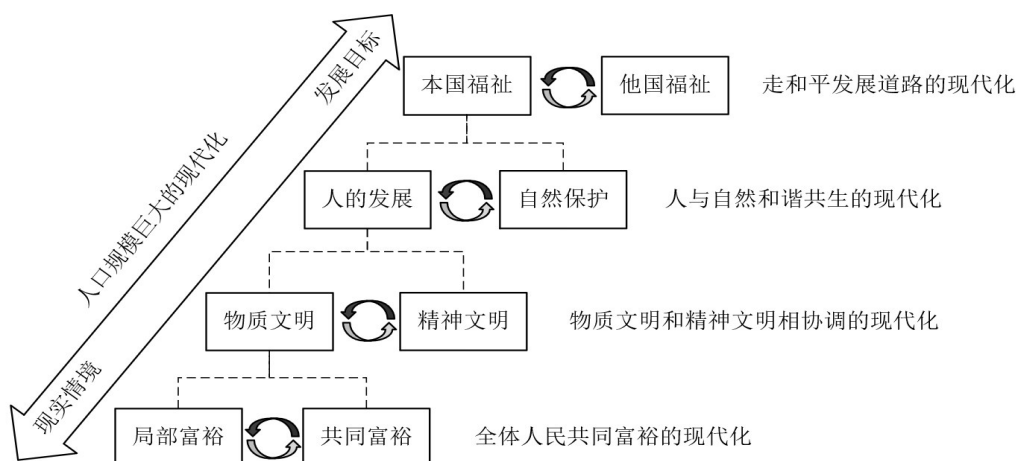 发展目标
人口规模巨大的现代化
现实情境
本国福祉
他国福祉
走和平发展道路的现代化
人的发展
自然保护
人与自然和谐共生的现代化
物质文明
精神文明
物质文明和精神文明相协调的现代化
局部富裕
共同富裕
全体人民共同富裕的现代化